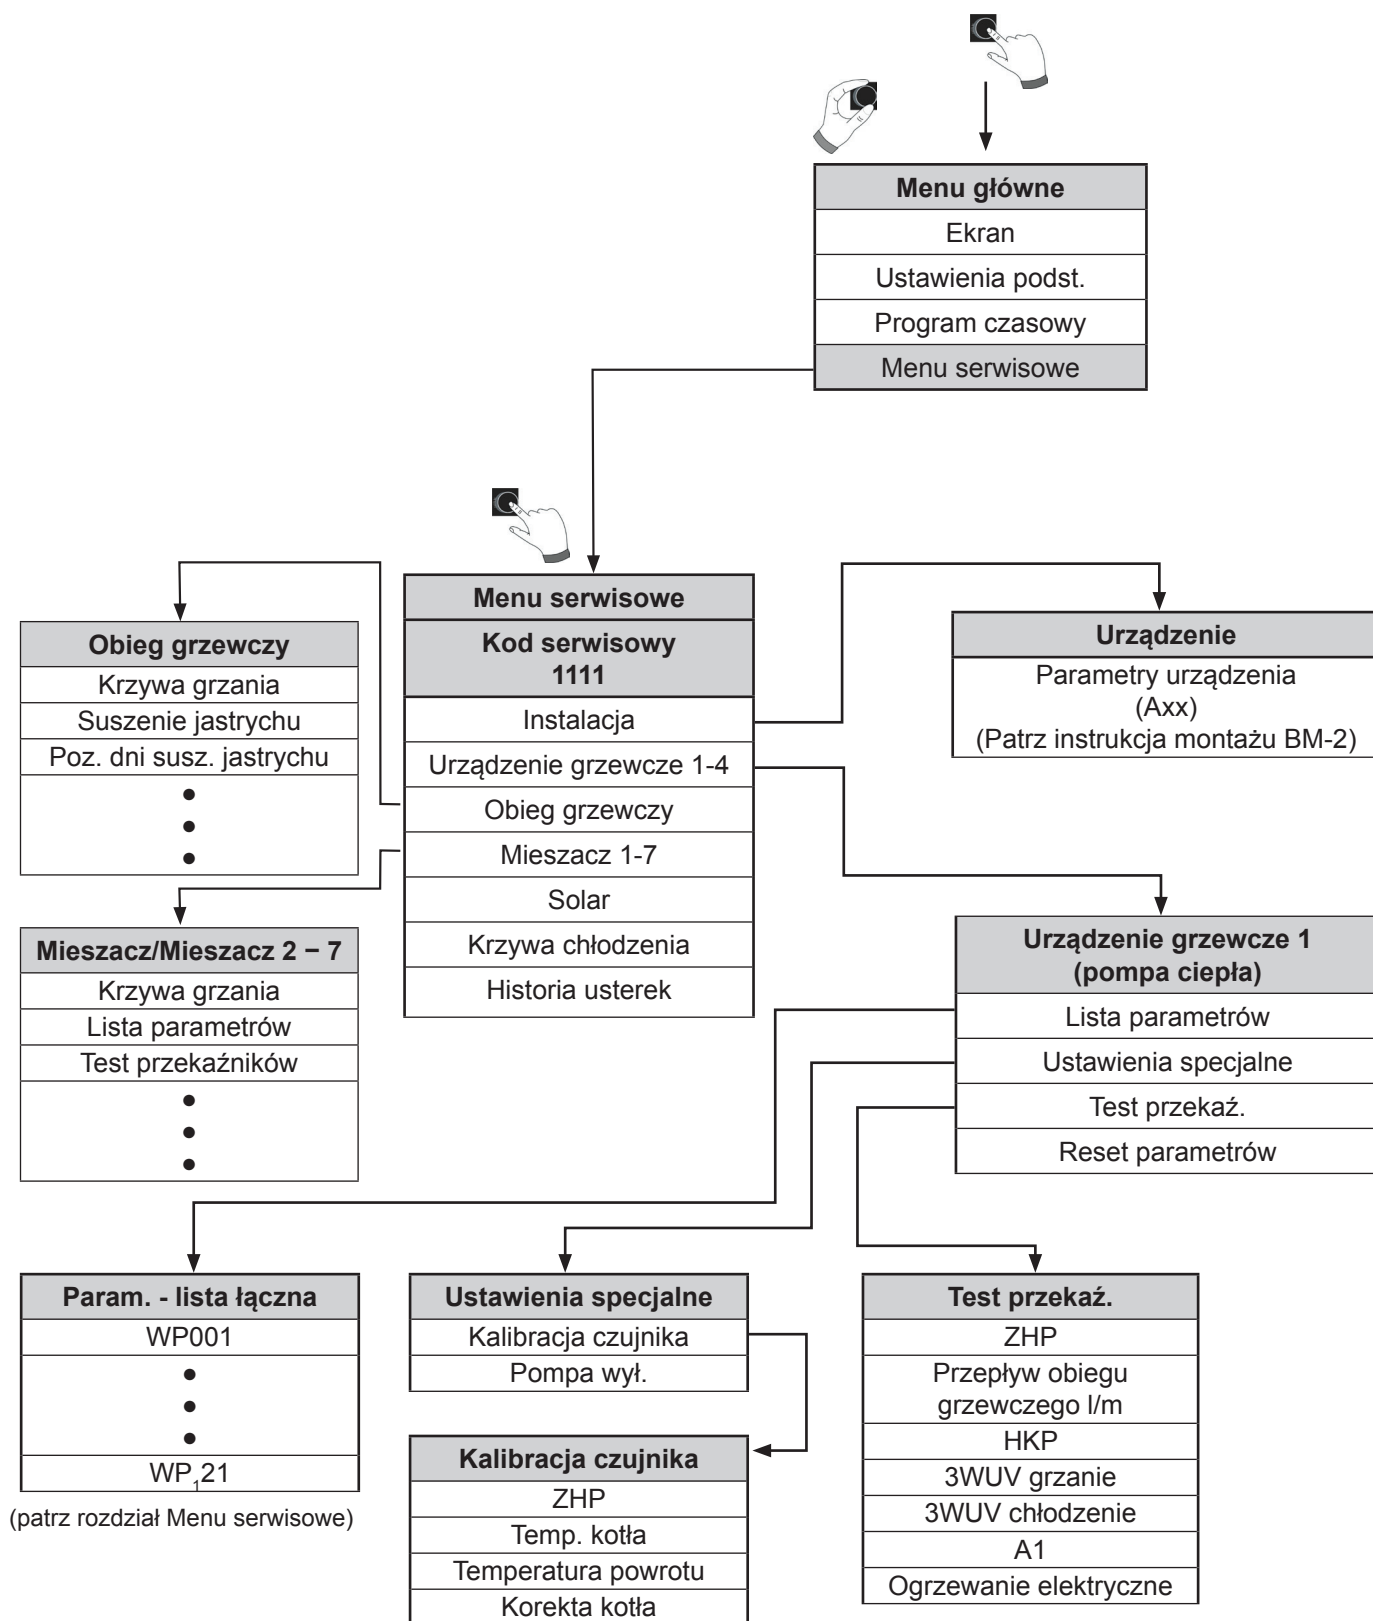 Menu główne
Ekran
Ustawienia podst.
Program czasowy
Menu serwisowe
Menu serwisowe
Kod serwisowy
1111
Instalacja
Urządzenie grzewcze 1-4
Obieg grzewczy
Mieszacz 1-7
Solar
Krzywa chłodzenia
Historia usterek
Obieg grzewczy
Krzywa grzania
Suszenie jastrychu
Poz. dni susz. jastrychu
Mieszacz/Mieszacz 2 − 7
Krzywa grzania
Lista parametrów
Test przekaźników
Urządzenie
Parametry urządzenia
(Axx)
(Patrz instrukcja montażu BM-2)
Urządzenie grzewcze 1
(pompa ciepła)
Lista parametrów
Ustawienia specjalne
Test przekaź.
Reset parametrów
Param. - lista łączna
WP001
WP₁21
(patrz rozdział Menu serwisowe)
Ustawienia specjalne
Kalibracja czujnika
Pompa wył.
Kalibracja czujnika
ZHP
Temp. kotła
Temperatura powrotu
Korekta kotła
Test przekaź.
ZHP
Przepływ obiegu
grzewczego l/m
HKP
3WUV grzanie
3WUV chłodzenie
A1
Ogrzewanie elektryczne